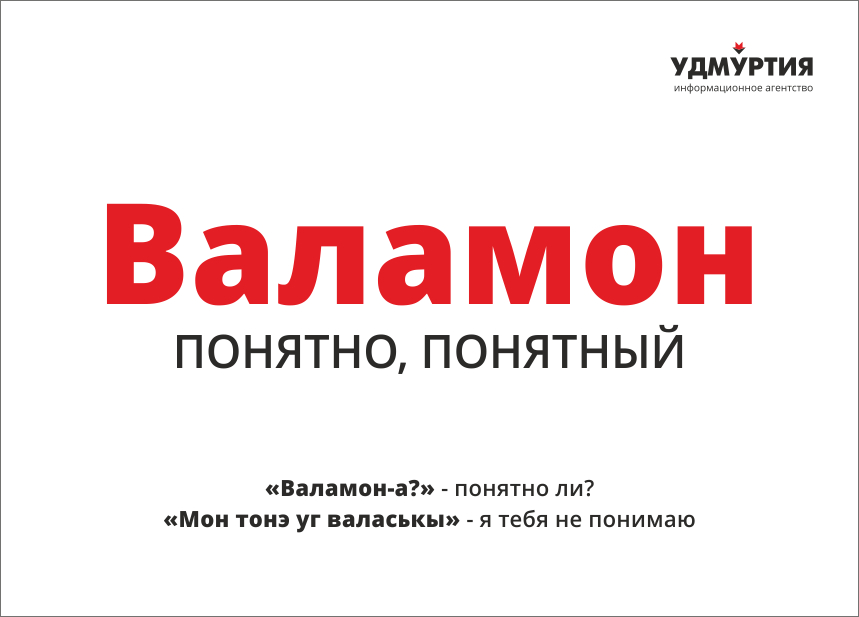 УДМУРТИЯ
информационное агентство
Валамон
ПОНЯТНО, ПОНЯТНЫЙ
«Валамон-а?» - понятно ли?
«Мон тонэ уг валаськы» - я тебя не понимаю